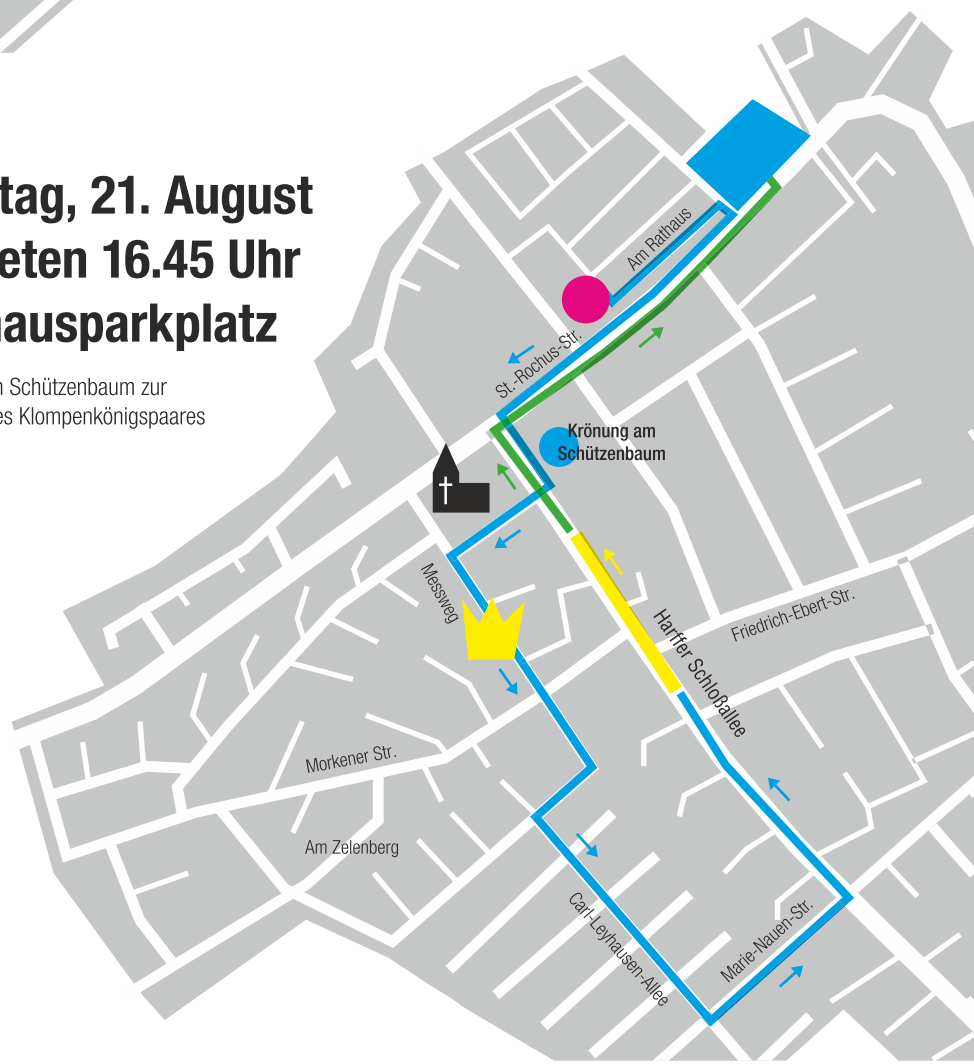 tag, 21. August
eten 16.45 Uhr
ausparkplatz
n Schützenbaum zur
es Klompenkönigspaares
Am Rathaus
St.-Rochus-Str.
Krönung am
Schützenbaum
Messweg
Friedrich-Ebert-Str.
Harffer Schloßallee
Morkener Str.
Am Zelenberg
Carl-Leyhausen-Allee
Marie-Nauen-Str.